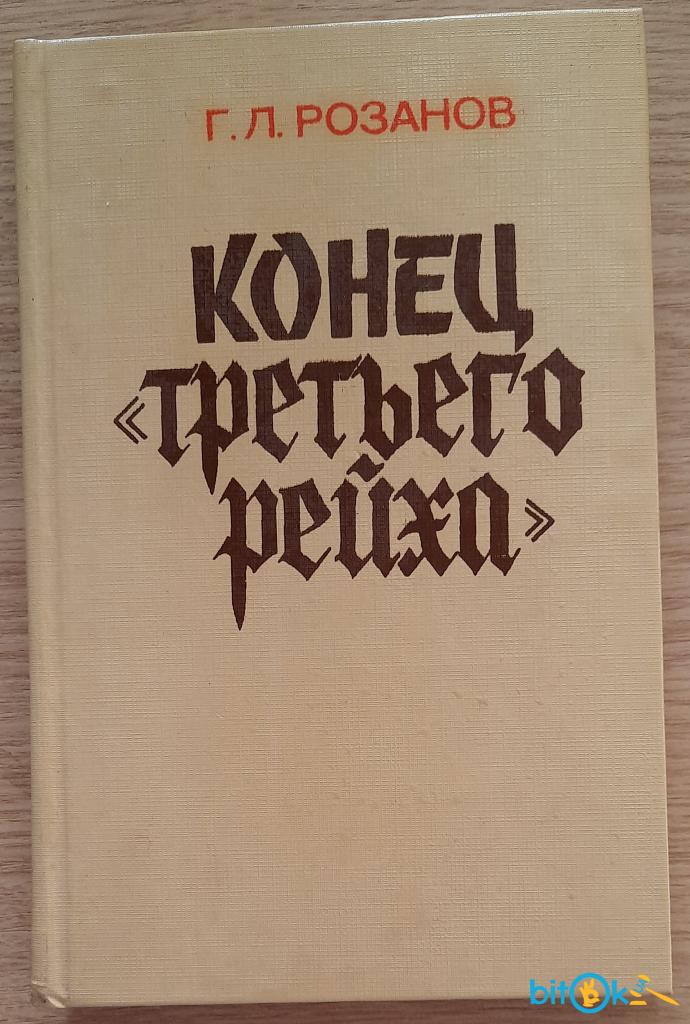 Г. Л. РОЗАНОВ
КОНЕЦ
«третьего
рейха»
bitok